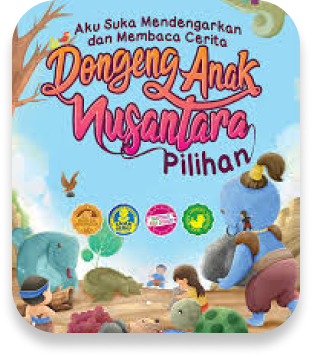 Aku Suka Mendengarkan
dan Membaca Cerita
Dongeng Anak
Nusantara
Pilihan